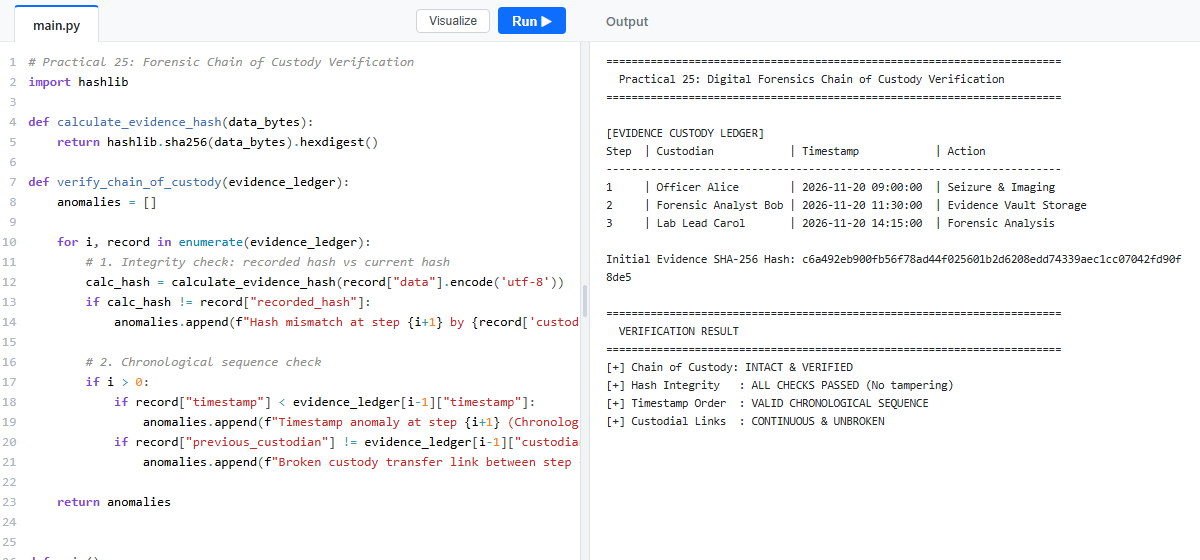 main.py
Visualize
Run ▶
Output
1 # Practical 25: Forensic Chain of Custody Verification
2 import hashlib
3
4 def calculate_evidence_hash(data_bytes):
5     return hashlib.sha256(data_bytes).hexdigest()
6
7 def verify_chain_of_custody(evidence_ledger):
8     anomalies = []
9
10     for i, record in enumerate(evidence_ledger):
11         # 1. Integrity check: recorded hash vs current hash
12         calc_hash = calculate_evidence_hash(record["data"].encode('utf-8'))
13         if calc_hash != record["recorded_hash"]:
14             anomalies.append(f"Hash mismatch at step {i+1} by {record['custod
15
16         # 2. Chronological sequence check
17         if i > 0:
18             if record["timestamp"] < evidence_ledger[i-1]["timestamp"]:
19                 anomalies.append(f"Timestamp anomaly at step {i+1} (Chronolog
20             if record["previous_custodian"] != evidence_ledger[i-1]["custodia
21                 anomalies.append(f"Broken custody transfer link between step
22
23     return anomalies
24
25
========================================================================
  Practical 25: Digital Forensics Chain of Custody Verification
========================================================================

[EVIDENCE CUSTODY LEDGER]
Step  | Custodian            | Timestamp            | Action
------------------------------------------------------------------------
1     | Officer Alice        | 2026-11-20 09:00:00  | Seizure & Imaging
2     | Forensic Analyst Bob | 2026-11-20 11:30:00  | Evidence Vault Storage
3     | Lab Lead Carol       | 2026-11-20 14:15:00  | Forensic Analysis

Initial Evidence SHA-256 Hash: c6a492eb900fb56f78ad44f025601b2d6208edd74339aec1cc07042fd90f
8de5

========================================================================
  VERIFICATION RESULT
========================================================================
[+] Chain of Custody: INTACT & VERIFIED
[+] Hash Integrity   : ALL CHECKS PASSED (No tampering)
[+] Timestamp Order  : VALID CHRONOLOGICAL SEQUENCE
[+] Custodial Links  : CONTINUOUS & UNBROKEN